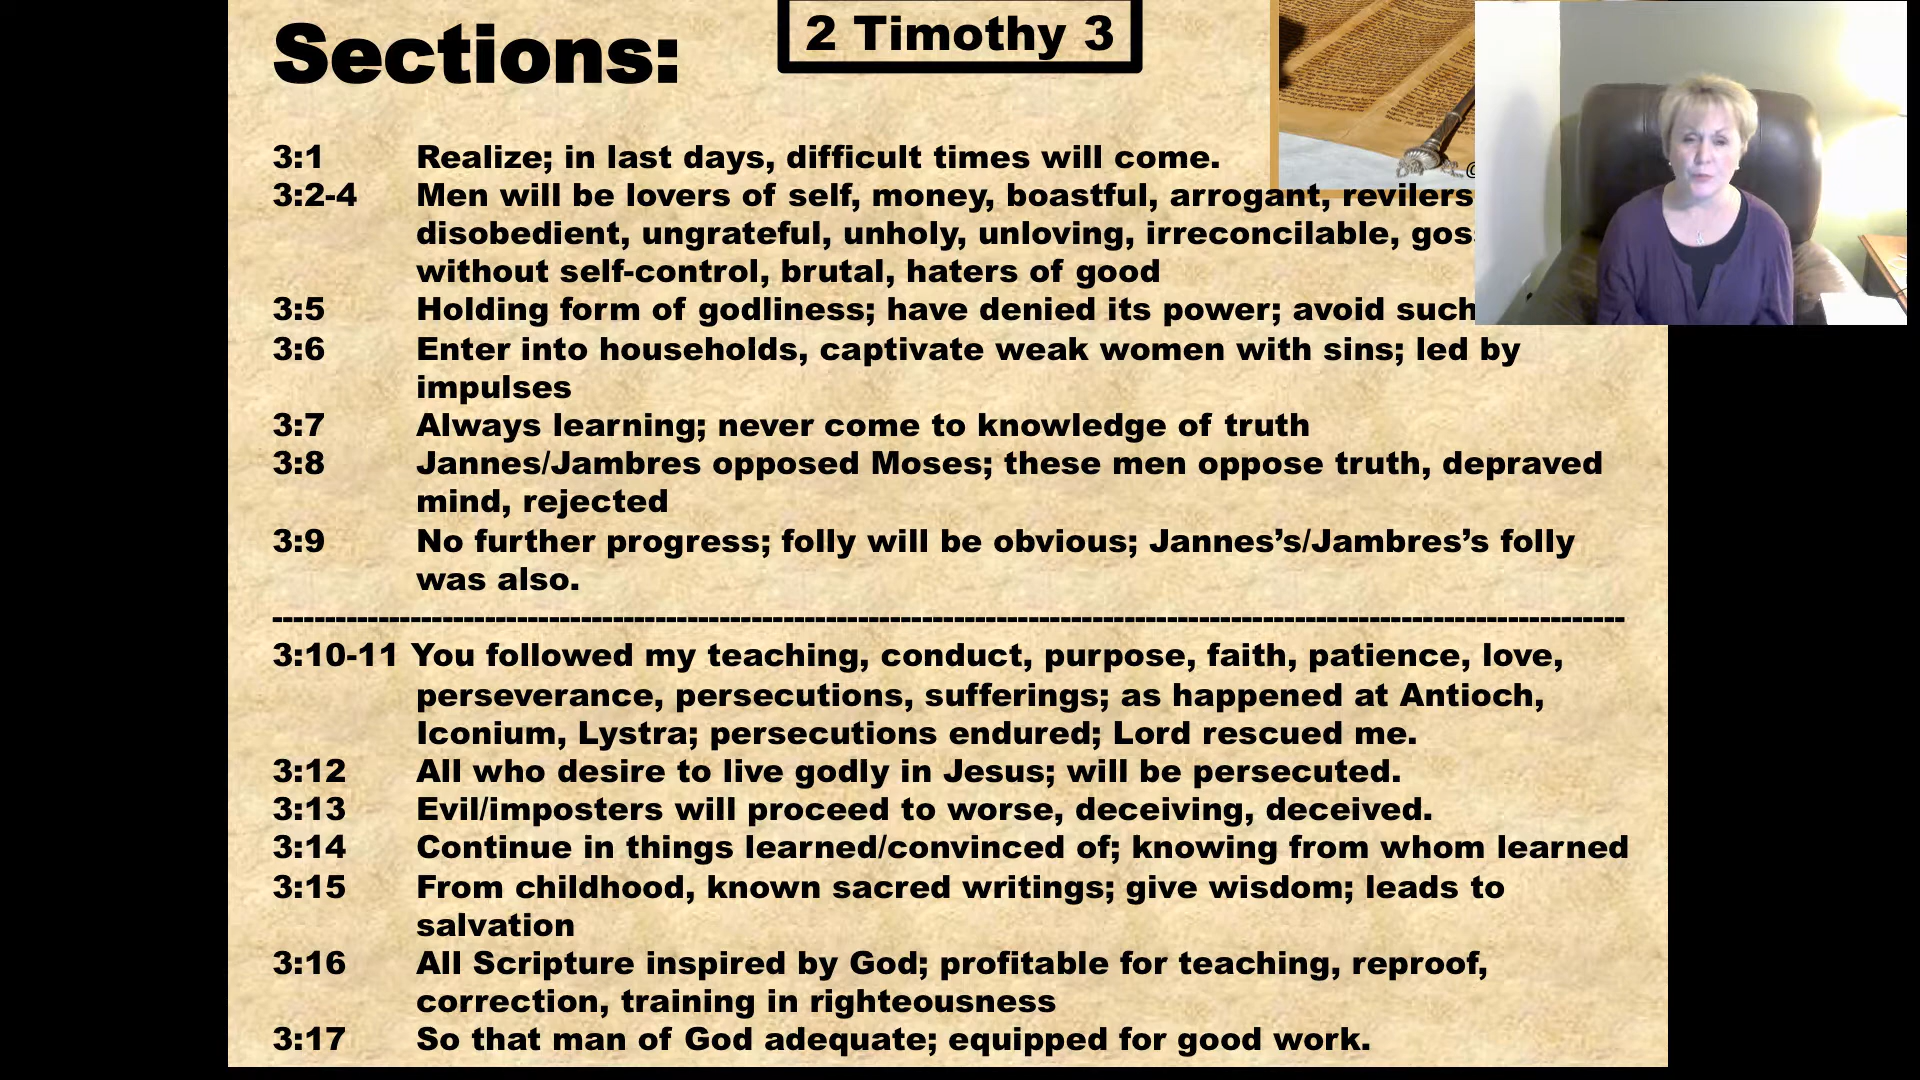 Sections:
2 Timothy 3
3:1 Realize; in last days, difficult times will come.
3:2-4 Men will be lovers of self, money, boastful, arrogant, revilers
disobedient, ungrateful, unholy, unloving, irreconcilable,
without self-control, brutal, haters of good
3:5 Holding form of godliness; have denied its power; avoid such
3:6 Enter into households, captivate weak women with sins; led by
impulses
3:7 Always learning; never come to knowledge of truth
3:8 Jannes/Jambres opposed Moses; these men oppose truth, depraved
mind, rejected
3:9 No further progress; folly will be obvious; Jannes’s/Jambres’s folly
was also.
3:10-11 You followed my teaching, conduct, purpose, faith, patience, love,
perseverance, persecutions, sufferings; as happened at Antioch,
Iconium, Lystra; persecutions endured; Lord rescued me.
3:12 All who desire to live godly in Jesus; will be persecuted.
3:13 Evil/imposters will proceed to worse, deceiving, deceived.
3:14 Continue in things learned/convinced of; knowing from whom learned
3:15 From childhood, known sacred writings; give wisdom; leads to
salvation
3:16 All Scripture inspired by God; profitable for teaching, reproof,
correction, training in righteousness
3:17 So that man of God adequate; equipped for good work.